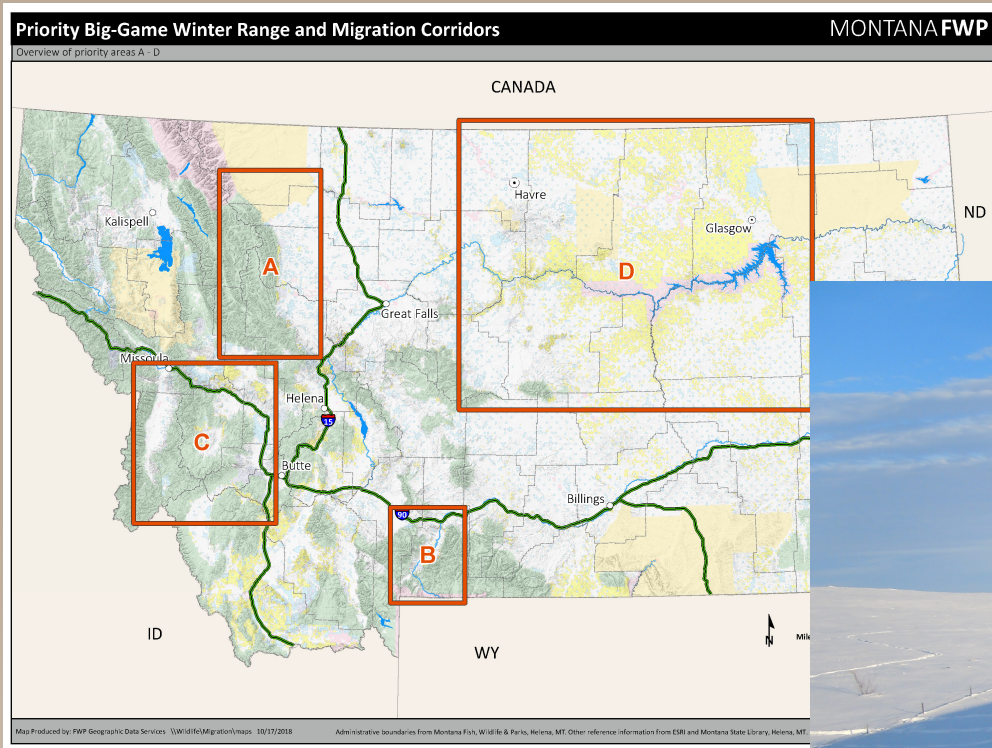 Priority Big-Game Winter Range and Migration Corridors
MONTANAFWP
Overview of priority areas A - D
CANADA
Havre
ND
Kalispell
Glasgow
A
D
Great Falls
Missoula
Helena
15
C
Butte
Billings
90
B
ID
N
WY
Map Produced by: FWP Geographic Data Services \\Wildlife\Migration\maps 10/17/2018
Administrative boundaries from Montana Fish, Wildlife & Parks, Helena, MT. Other reference information from ESRI and Montana State Library, Helena, MT.